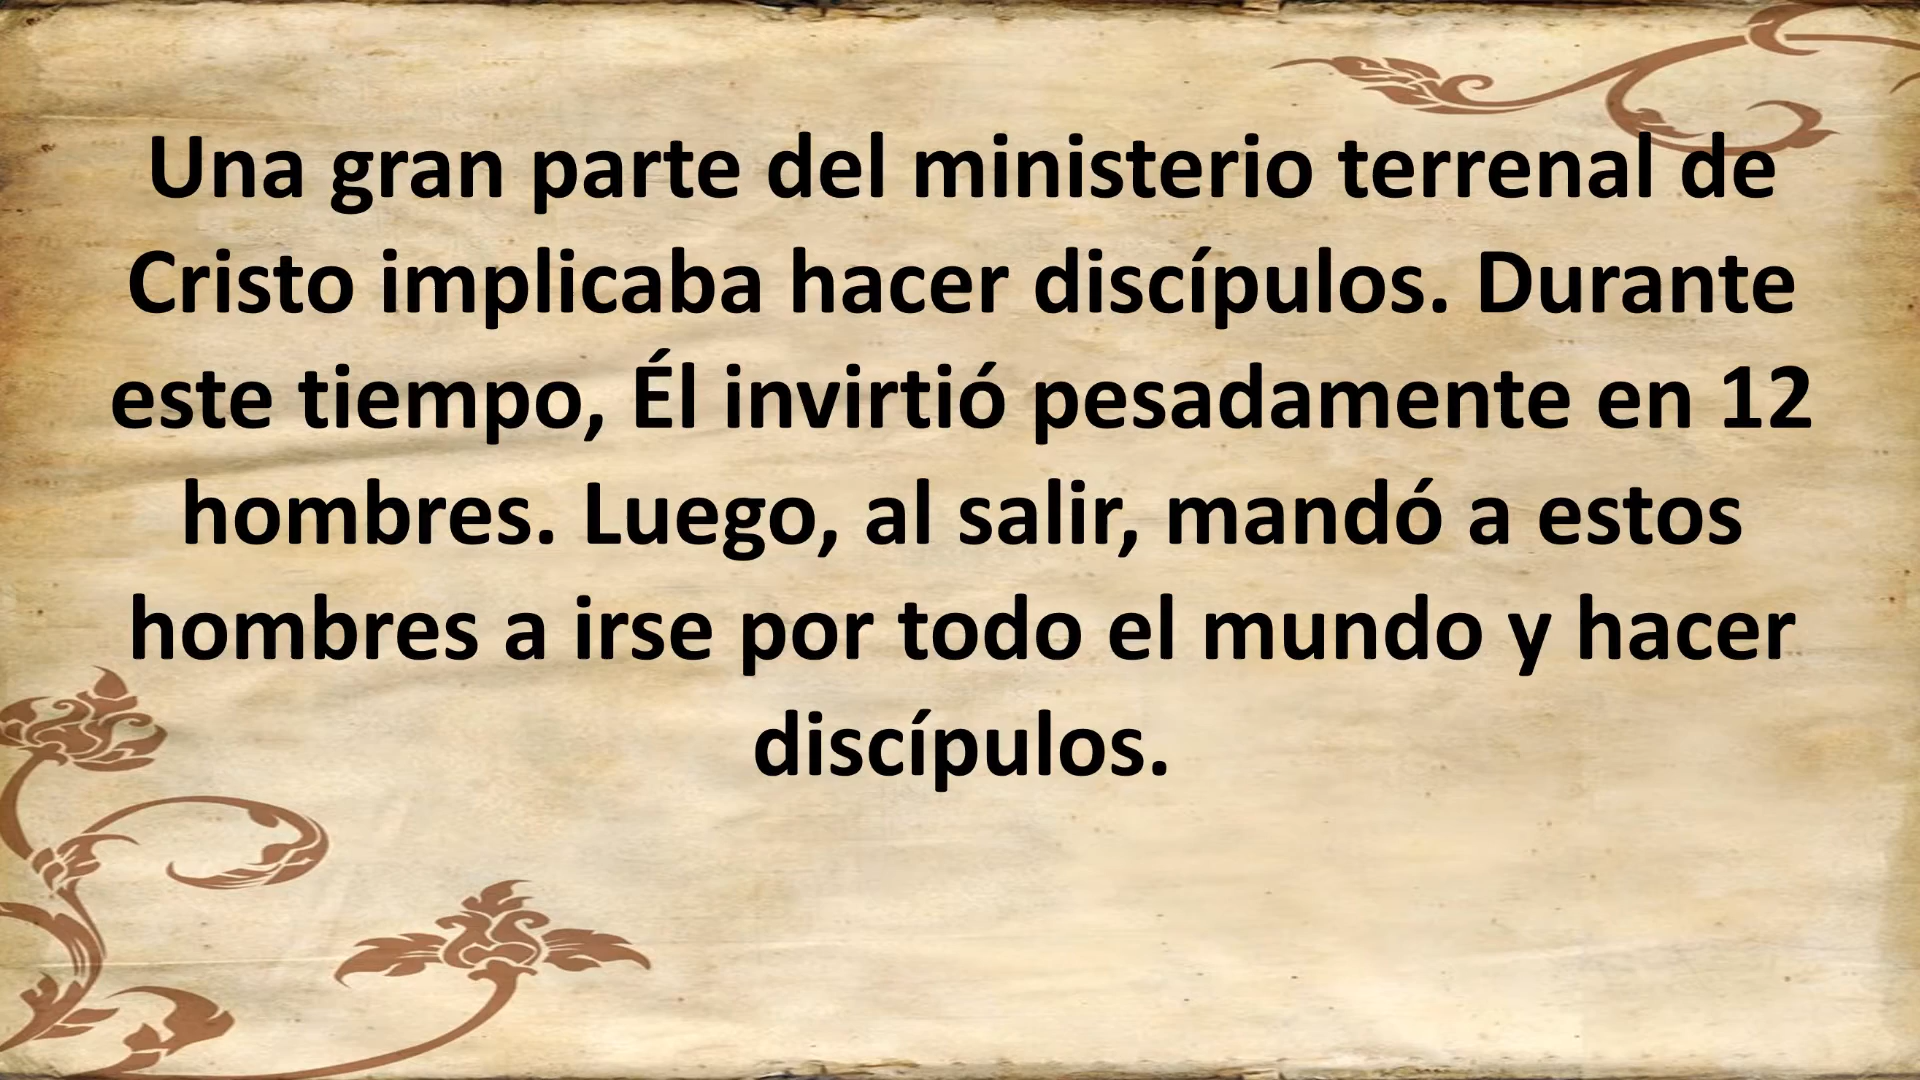 Una gran parte del ministerio terrenal de
Cristo implicaba hacer discípulos. Durante
este tiempo, Él invirtió pesadamente en 12
hombres. Luego, al salir, mandó a estos
hombres a irse por todo el mundo y hacer
discípulos.